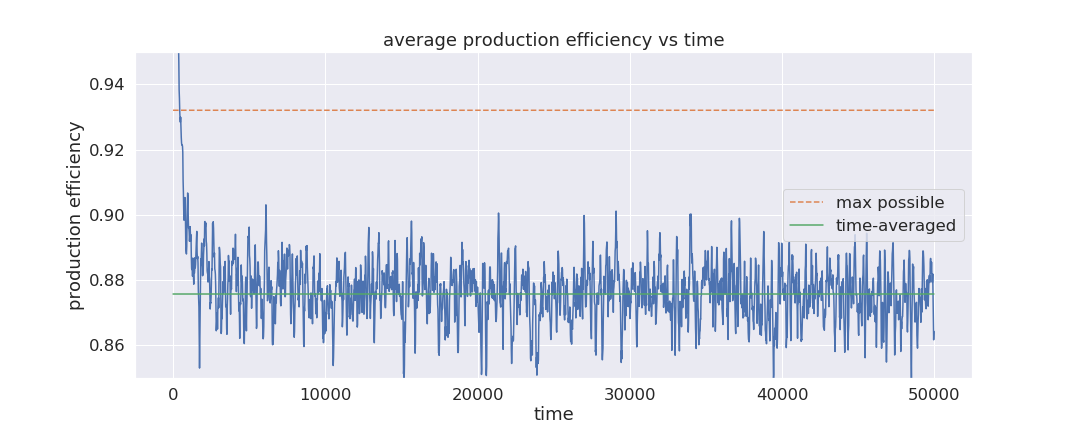 average production efficiency vs time
production efficiency
0.94
0.92
0.90
0.88
0.86
max possible
time-averaged
0
10000
20000
30000
40000
50000
time